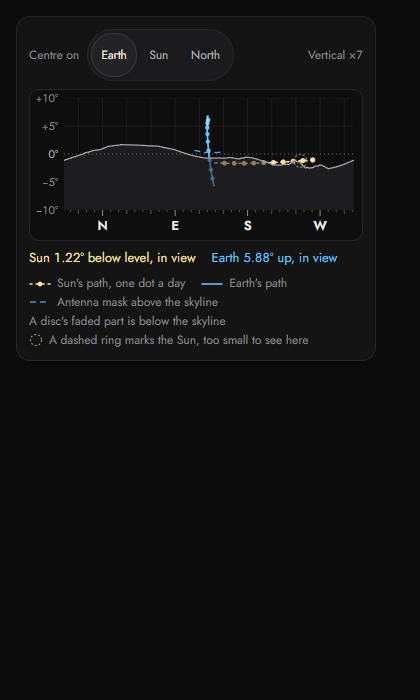 Centre on Earth Sun North Vertical ×7
+10°
+5°
0°
−5°
−10°
N E S W
Sun 1.22° below level, in view Earth 5.88° up, in view
Sun's path, one dot a day Earth's path
Antenna mask above the skyline
A disc's faded part is below the skyline
A dashed ring marks the Sun, too small to see here